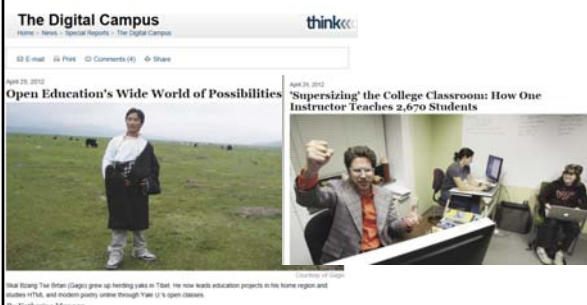 The Digital Campus
think
Home > News > Special Reports > The Digital Campus
E-mail Print Comments (4) Share
April 29, 2012
Open Education's Wide World of Possibilities
April 29, 2012
'Supersizing' the College Classroom: How One
Instructor Teaches 2,670 Students
Courtesy of Gago
Skal Bzang Tse Brtan (Gago) grew up herding yaks in Tibet. He now leads education projects in his home region and
studies HTML and modern poetry online through Yale U.'s open classes.